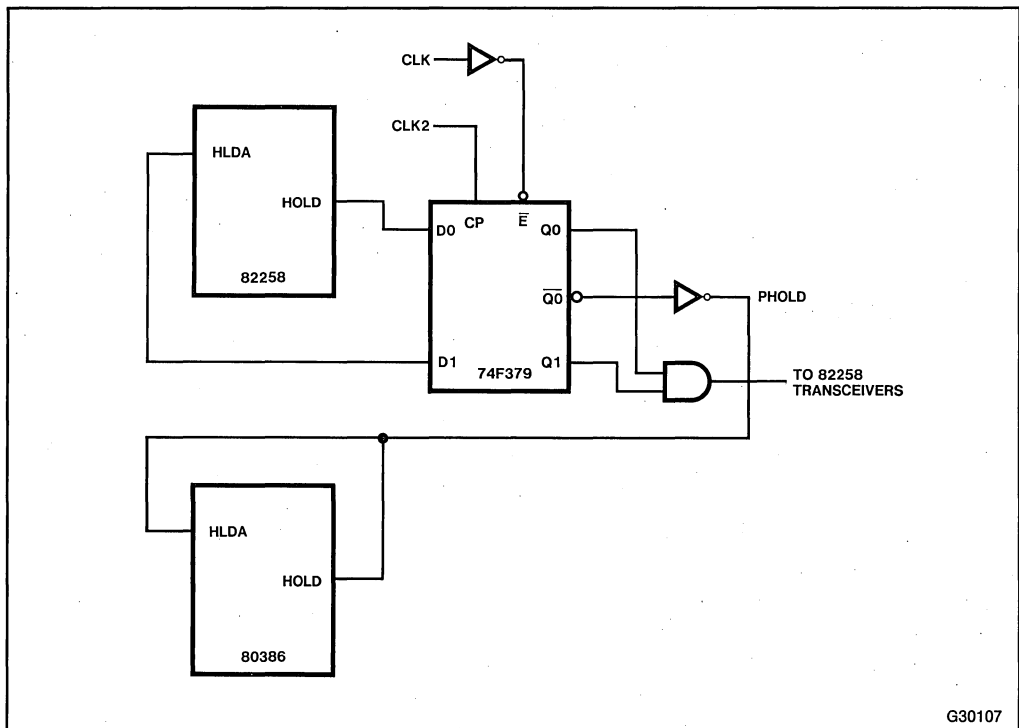 CLK
CLK2
HLDA
HOLD
82258
D0
CP
E̅
Q0
Q̅0̅
D1
Q1
74F379
PHOLD
TO 82258
TRANSCEIVERS
HLDA
HOLD
80386
G30107